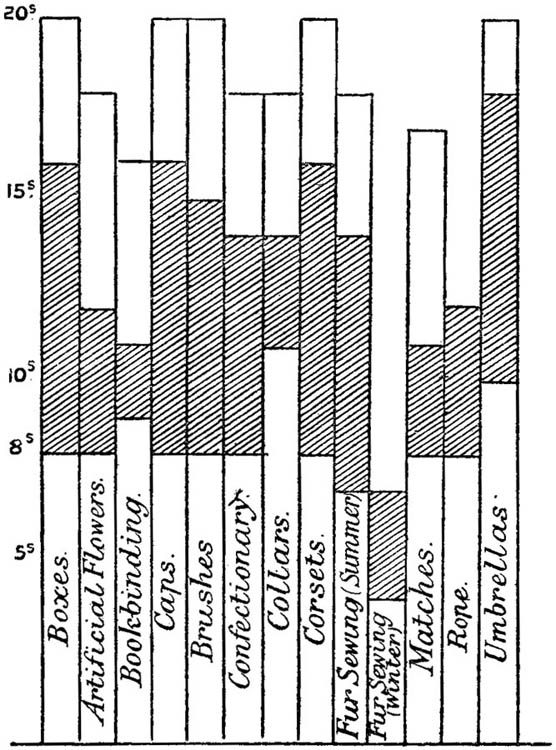 20s.
15s.
10s.
8s
5s
Boxes.
Artificial Flowers.
Bookbinding.
Caps.
Brushes
Confectionary.
Collars.
Corsets.
Fur Sewing (Summer)
Fur Sewing
(Winter)
Matches.
Rope.
Umbrellas.